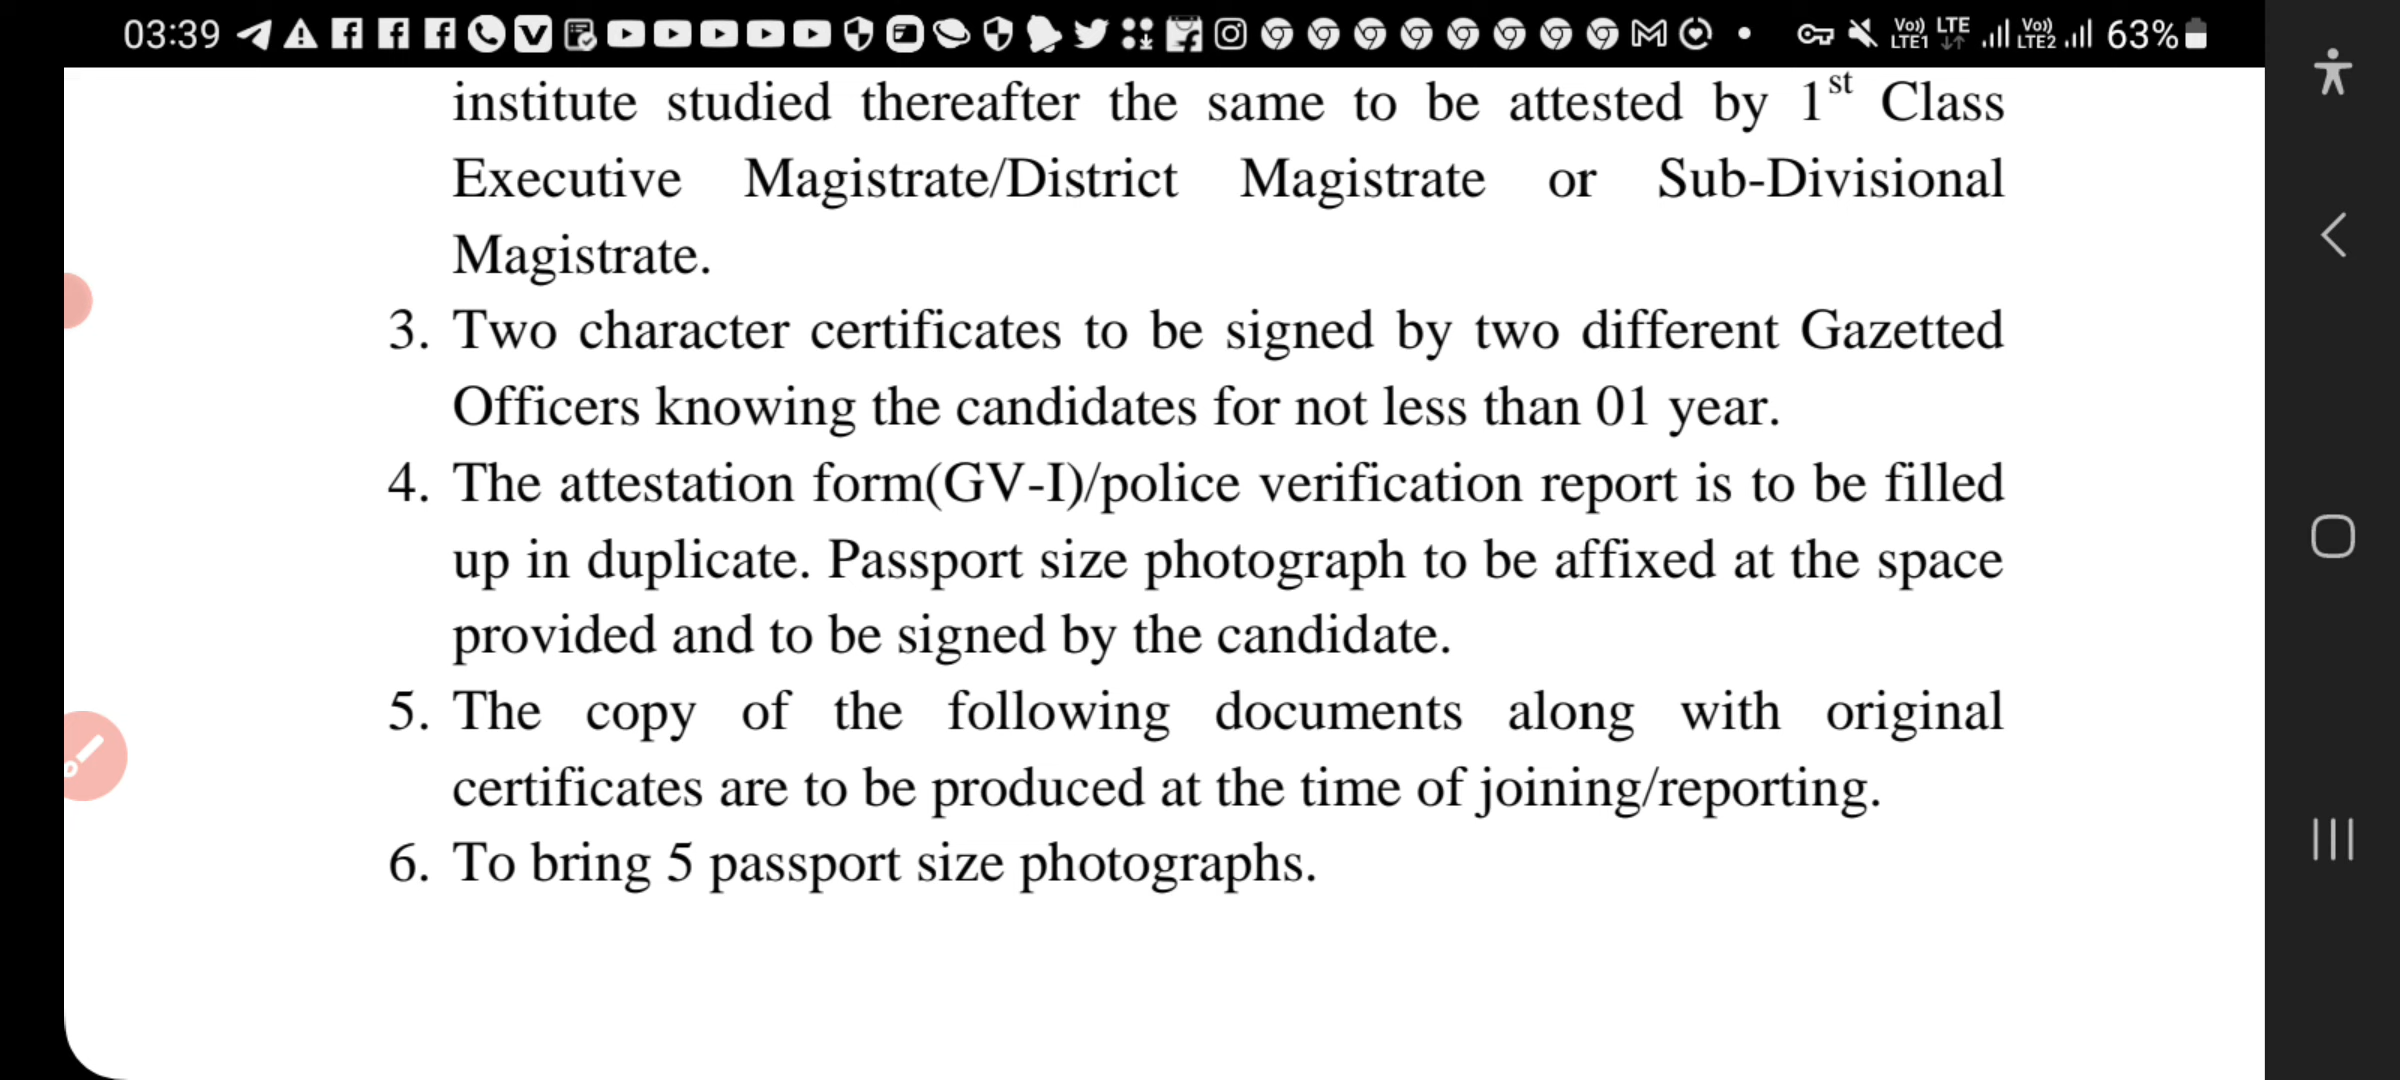 03:39 Vo)) LTE1 LTE Vo)) LTE2 63%
institute studied thereafter the same to be attested by 1st Class
Executive Magistrate/District Magistrate or Sub-Divisional
Magistrate.
3. Two character certificates to be signed by two different Gazetted
Officers knowing the candidates for not less than 01 year.
4. The attestation form(GV-I)/police verification report is to be filled
up in duplicate. Passport size photograph to be affixed at the space
provided and to be signed by the candidate.
5. The copy of the following documents along with original
certificates are to be produced at the time of joining/reporting.
6. To bring 5 passport size photographs.